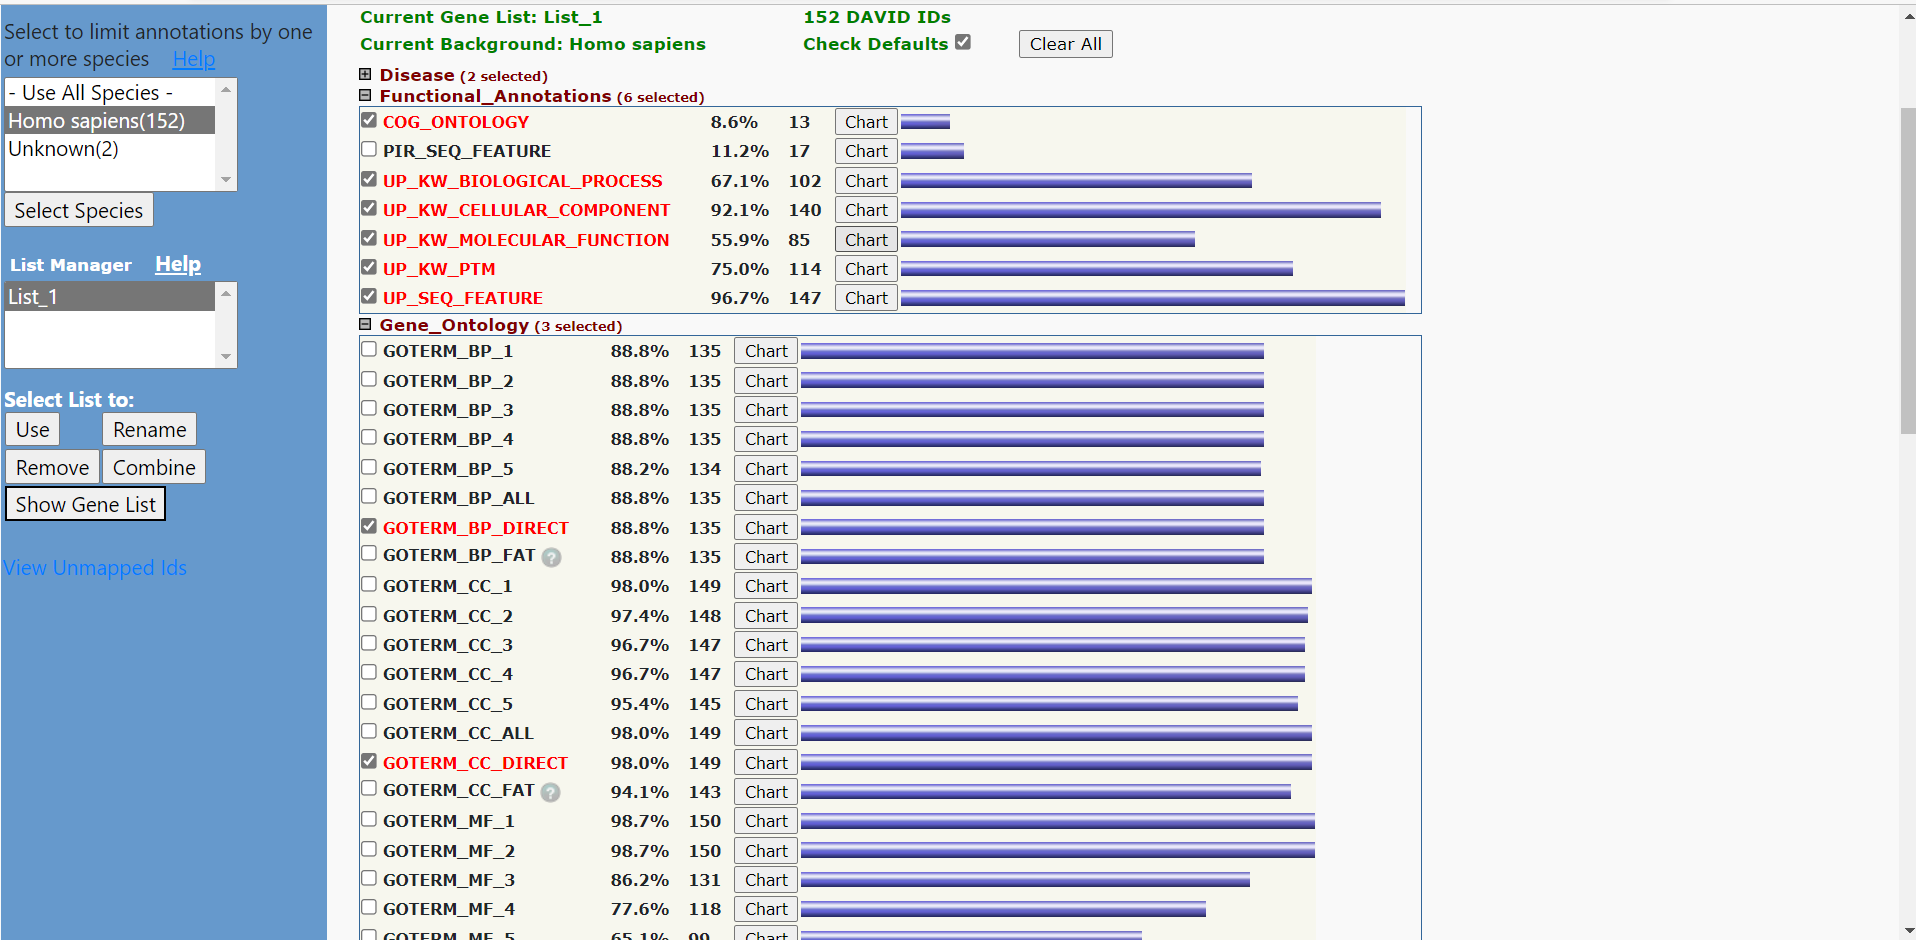 Select to limit annotations by one
or more species Help
- Use All Species -
Homo sapiens(152)
Unknown(2)
Select Species
List Manager Help
List_1
Select List to:
Use Rename
Remove Combine
Show Gene List
View Unmapped Ids
Current Gene List: List_1 152 DAVID IDs
Current Background: Homo sapiens Check Defaults Clear All
Disease (2 selected)
Functional_Annotations (6 selected)
COG_ONTOLOGY 8.6% 13 Chart
PIR_SEQ_FEATURE 11.2% 17 Chart
UP_KW_BIOLOGICAL_PROCESS 67.1% 102 Chart
UP_KW_CELLULAR_COMPONENT 92.1% 140 Chart
UP_KW_MOLECULAR_FUNCTION 55.9% 85 Chart
UP_KW_PTM 75.0% 114 Chart
UP_SEQ_FEATURE 96.7% 147 Chart
Gene_Ontology (3 selected)
GOTERM_BP_1 88.8% 135 Chart
GOTERM_BP_2 88.8% 135 Chart
GOTERM_BP_3 88.8% 135 Chart
GOTERM_BP_4 88.8% 135 Chart
GOTERM_BP_5 88.2% 134 Chart
GOTERM_BP_ALL 88.8% 135 Chart
GOTERM_BP_DIRECT 88.8% 135 Chart
GOTERM_BP_FAT ? 88.8% 135 Chart
GOTERM_CC_1 98.0% 149 Chart
GOTERM_CC_2 97.4% 148 Chart
GOTERM_CC_3 96.7% 147 Chart
GOTERM_CC_4 96.7% 147 Chart
GOTERM_CC_5 95.4% 145 Chart
GOTERM_CC_ALL 98.0% 149 Chart
GOTERM_CC_DIRECT 98.0% 149 Chart
GOTERM_CC_FAT ? 94.1% 143 Chart
GOTERM_MF_1 98.7% 150 Chart
GOTERM_MF_2 98.7% 150 Chart
GOTERM_MF_3 86.2% 131 Chart
GOTERM_MF_4 77.6% 118 Chart
GOTERM_MF_5 65.1% 99 Chart